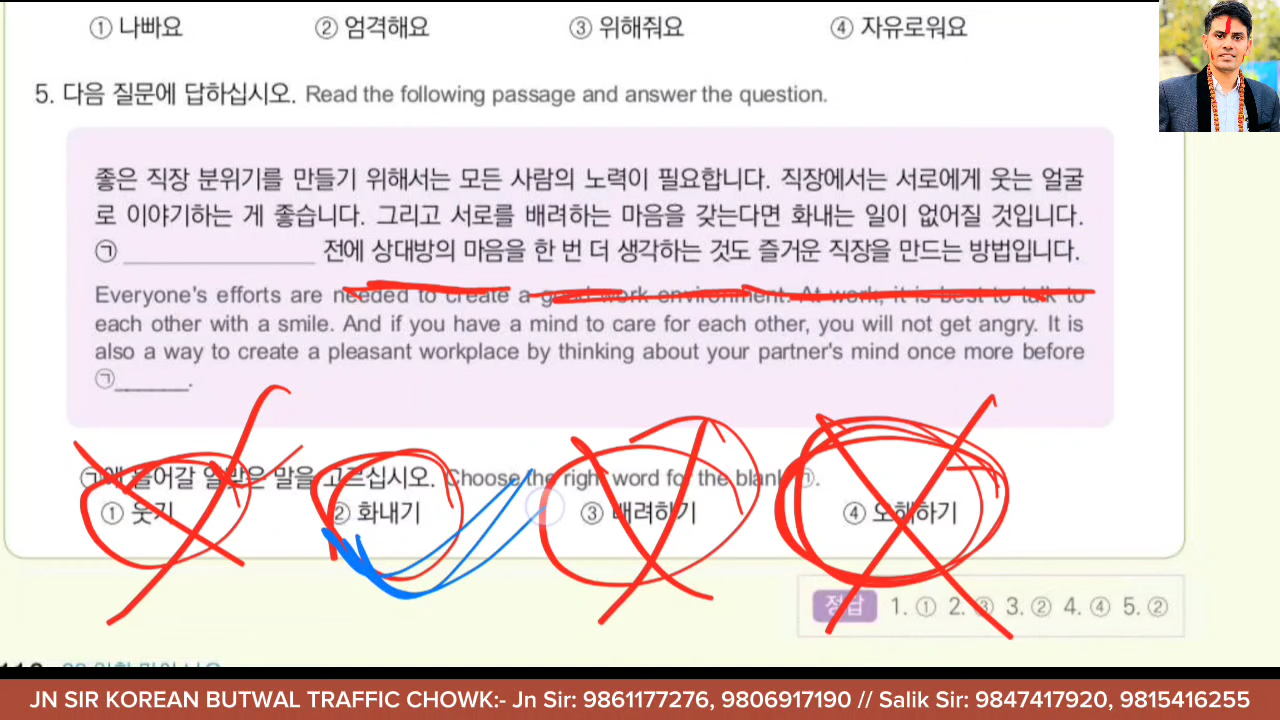 ① 나빠요 ② 엄격해요 ③ 위해줘요 ④ 자유로워요
5. 다음 질문에 답하십시오. Read the following passage and answer the question.
좋은 직장 분위기를 만들기 위해서는 모든 사람의 노력이 필요합니다. 직장에서는 서로에게 웃는 얼굴
로 이야기하는 게 좋습니다. 그리고 서로를 배려하는 마음을 갖는다면 화내는 일이 없어질 것입니다.
㉠ ______________ 전에 상대방의 마음을 한 번 더 생각하는 것도 즐거운 직장을 만드는 방법입니다.
Everyone's efforts are needed to create a good work environment. At work, it is best to talk to
each other with a smile. And if you have a mind to care for each other, you will not get angry. It is
also a way to create a pleasant workplace by thinking about your partner's mind once more before
㉠______.
㉠에 들어갈 알맞은 말을 고르십시오. Choose the right word for the blank ㉠.
① 웃기 ② 화내기 ③ 배려하기 ④ 오해하기
정답 1. ① 2. ③ 3. ② 4. ④ 5. ②
JN SIR KOREAN BUTWAL TRAFFIC CHOWK:- Jn Sir: 9861177276, 9806917190 // Salik Sir: 9847417920, 9815416255